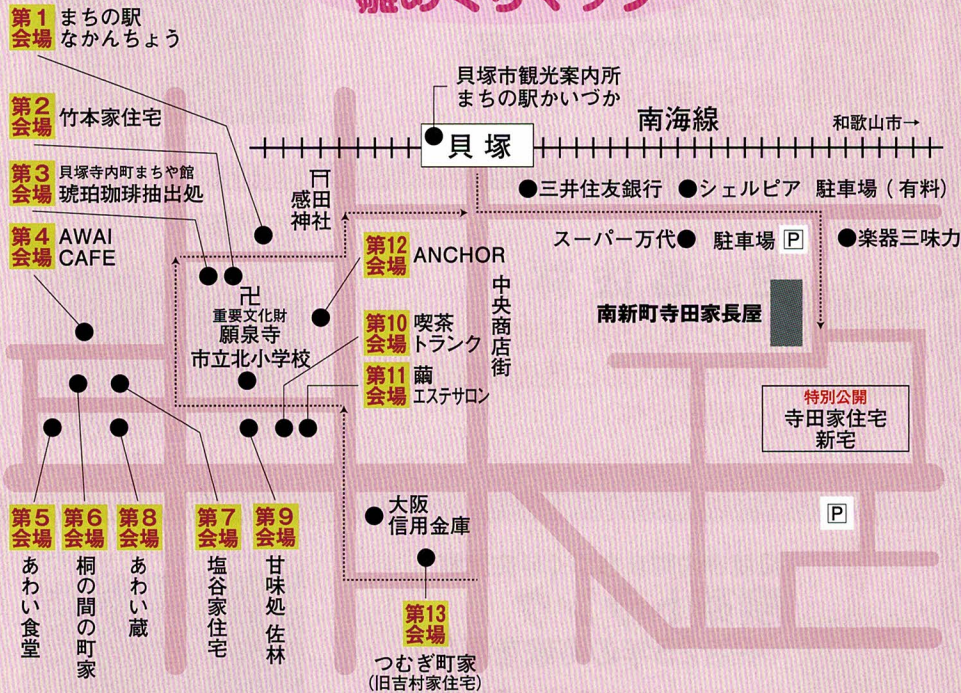 雛めぐりマップ
第1会場
まちの駅
なかんちょう
第2会場
竹本家住宅
第3会場
貝塚寺内町まちや館
琥珀珈琲抽出処
第4会場
AWAI
CAFE
貝塚市観光案内所
まちの駅かいづか
貝塚
南海線
和歌山市→
三井住友銀行
シェルピア
駐車場(有料)
スーパー万代
駐車場
P
楽器三味力
感田
神社
卍
重要文化財
願泉寺
市立北小学校
第12会場
ANCHOR
第10会場
喫茶
トランク
第11会場
繭
エステサロン
中央商店街
南新町寺田家長屋
特別公開
寺田家住宅
新宅
P
第5会場
あわい食堂
第6会場
桐の間の町家
第8会場
あわい蔵
第7会場
塩谷家住宅
第9会場
甘味処 佐林
大阪
信用金庫
第13会場
つむぎ町家
(旧吉村家住宅)